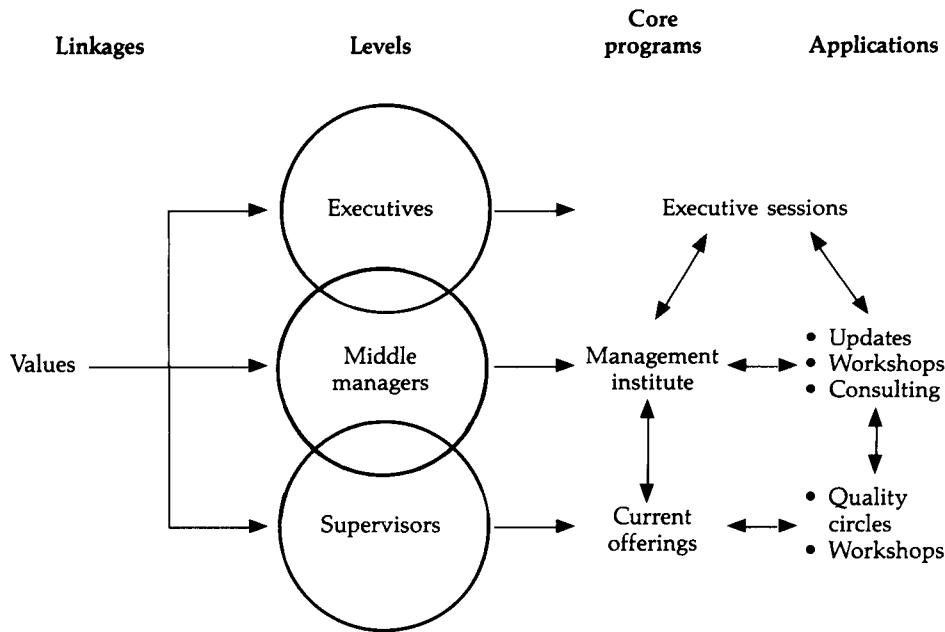 Linkages
Levels
Core
programs
Applications
Executives
Executive sessions
Values
Middle
managers
Management
institute
• Updates
• Workshops
• Consulting
Supervisors
Current
offerings
• Quality
circles
• Workshops